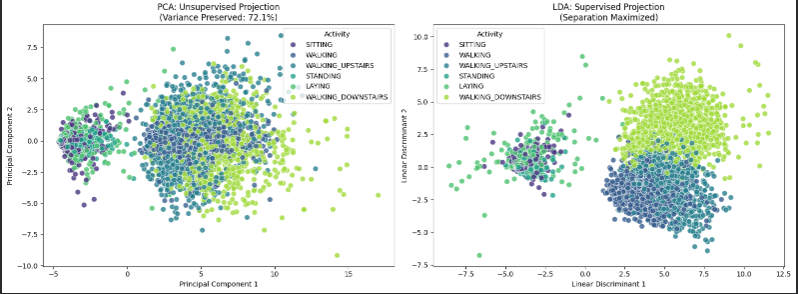 PCA: Unsupervised Projection
(Variance Preserved: 72.1%)
Activity
SITTING
WALKING
WALKING_UPSTAIRS
STANDING
LAYING
WALKING_DOWNSTAIRS
Principal Component 2
7.5
5.0
2.5
0.0
−2.5
−5.0
−7.5
−10.0
−5
0
5
10
15
Principal Component 1
LDA: Supervised Projection
(Separation Maximized)
Activity
SITTING
WALKING
WALKING_UPSTAIRS
STANDING
LAYING
WALKING_DOWNSTAIRS
Linear Discriminant 2
10.0
7.5
5.0
2.5
0.0
−2.5
−5.0
−7.5
−7.5
−5.0
−2.5
0.0
2.5
5.0
7.5
10.0
12.5
Linear Discriminant 1